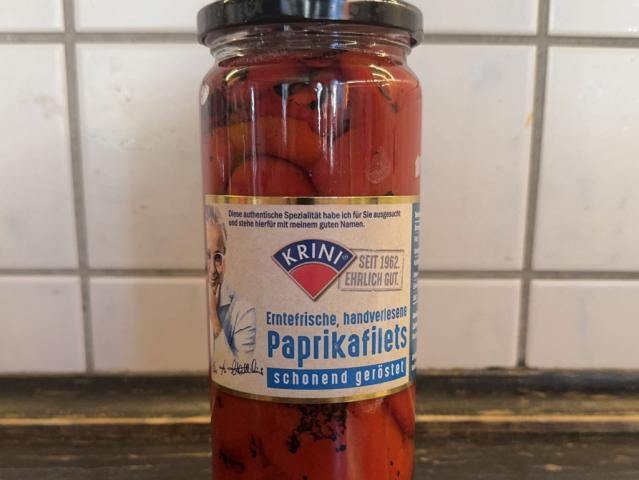 Diese authentische Spezialität habe ich für Sie ausgesucht
und stehe hierfür mit meinem guten Namen.
KRINI®
SEIT 1962.
EHRLICH GUT.
Erntefrische, handverlesene
Paprikafilets
schonend geröstet